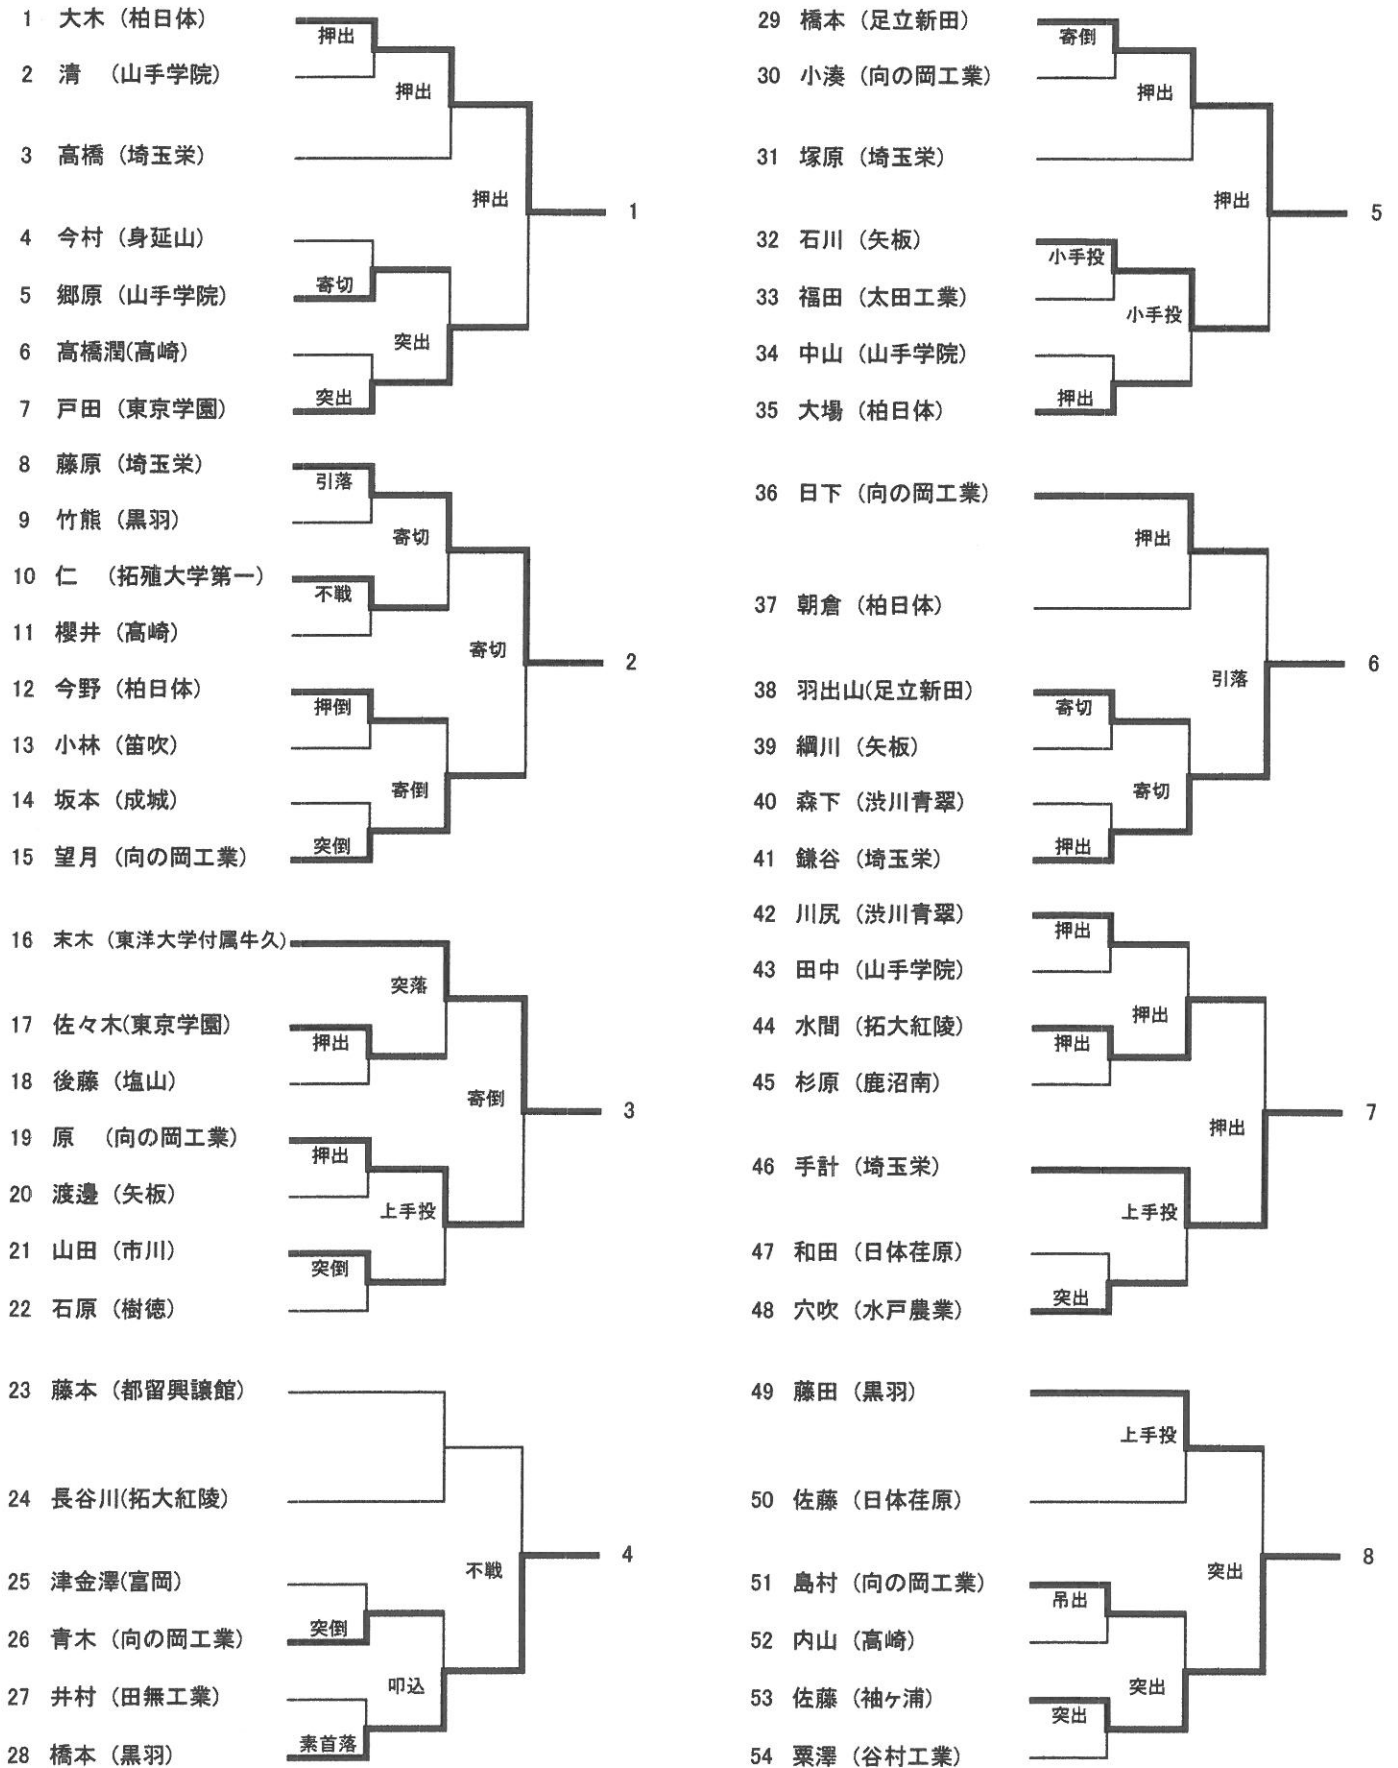 1 大木 (柏日体)
押出
2 清 (山手学院)
押出
3 高橋 (埼玉栄)
押出
1
4 今村 (身延山)
寄切
5 郷原 (山手学院)
突出
6 高橋潤(高崎)
突出
7 戸田 (東京学園)
8 藤原 (埼玉栄)
引落
9 竹熊 (黒羽)
寄切
10 仁 (拓殖大学第一)
不戦
11 櫻井 (高崎)
寄切
2
12 今野 (柏日体)
押倒
13 小林 (笛吹)
寄倒
14 坂本 (成城)
突倒
15 望月 (向の岡工業)
16 末木 (東洋大学付属牛久)
突落
17 佐々木(東京学園)
押出
18 後藤 (塩山)
寄倒
3
19 原 (向の岡工業)
押出
20 渡邉 (矢板)
上手投
21 山田 (市川)
突倒
22 石原 (樹徳)
23 藤本 (都留興譲館)
24 長谷川(拓大紅陵)
不戦
4
25 津金澤(富岡)
突倒
26 青木 (向の岡工業)
叩込
27 井村 (田無工業)
素首落
28 橋本 (黒羽)
29 橋本 (足立新田)
寄倒
30 小湊 (向の岡工業)
押出
31 塚原 (埼玉栄)
押出
5
32 石川 (矢板)
小手投
33 福田 (太田工業)
小手投
34 中山 (山手学院)
押出
35 大場 (柏日体)
36 日下 (向の岡工業)
押出
37 朝倉 (柏日体)
引落
6
38 羽出山(足立新田)
寄切
39 綱川 (矢板)
寄切
40 森下 (渋川青翠)
押出
41 鎌谷 (埼玉栄)
42 川尻 (渋川青翠)
押出
43 田中 (山手学院)
押出
44 水間 (拓大紅陵)
押出
45 杉原 (鹿沼南)
押出
7
46 手計 (埼玉栄)
上手投
47 和田 (日体荏原)
突出
48 穴吹 (水戸農業)
49 藤田 (黒羽)
上手投
50 佐藤 (日体荏原)
突出
8
51 島村 (向の岡工業)
吊出
52 内山 (高崎)
突出
53 佐藤 (袖ヶ浦)
突出
54 粟澤 (谷村工業)